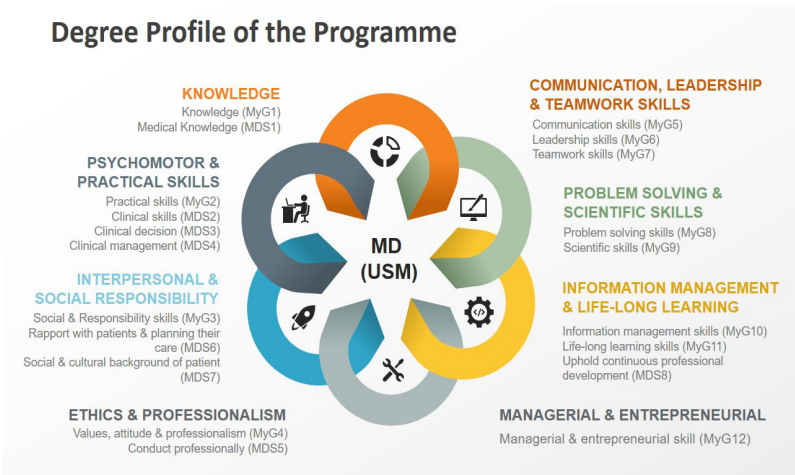 Degree Profile of the Programme
KNOWLEDGE
Knowledge (MyG1)
Medical Knowledge (MDS1)
PSYCHOMOTOR &
PRACTICAL SKILLS
Practical skills (MyG2)
Clinical skills (MDS2)
Clinical decision (MDS3)
Clinical management (MDS4)
INTERPERSONAL &
SOCIAL RESPONSIBILITY
Social & Responsibility skills (MyG3)
Rapport with patients & planning their
care (MDS6)
Social & cultural background of patient
(MDS7)
ETHICS & PROFESSIONALISM
Values, attitude & professionalism (MyG4)
Conduct professionally (MDS5)
MD
(USM)
COMMUNICATION, LEADERSHIP
& TEAMWORK SKILLS
Communication skills (MyG5)
Leadership skills (MyG6)
Teamwork skills (MyG7)
PROBLEM SOLVING &
SCIENTIFIC SKILLS
Problem solving skills (MyG8)
Scientific skills (MyG9)
INFORMATION MANAGEMENT
& LIFE-LONG LEARNING
Information management skills (MyG10)
Life-long learning skills (MyG11)
Uphold continuous professional
development (MDS8)
MANAGERIAL & ENTREPRENEURIAL
Managerial & entrepreneurial skill (MyG12)